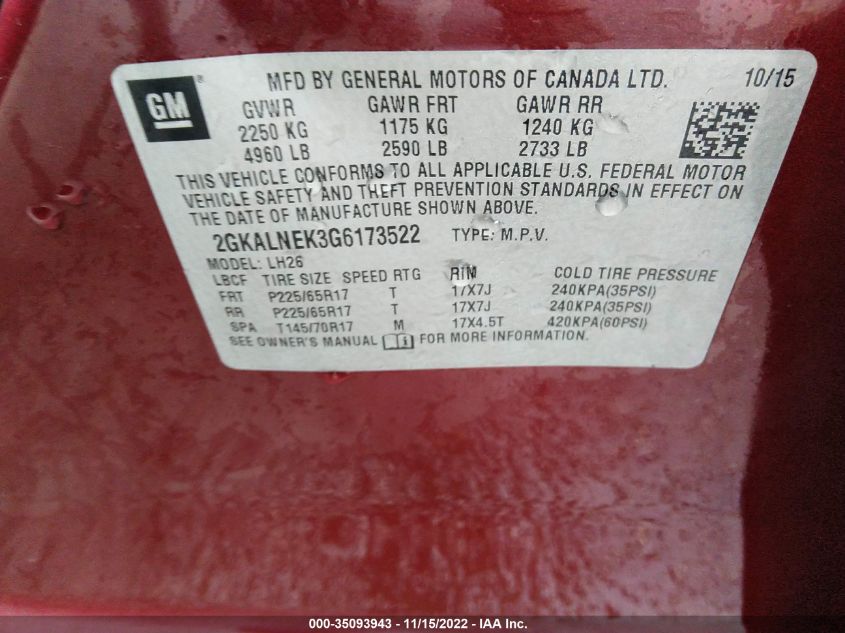 GM ® MFD BY GENERAL MOTORS OF CANADA LTD. 10/15
GVWR GAWR FRT GAWR RR
2250 KG 1175 KG 1240 KG
4960 LB 2590 LB 2733 LB
THIS VEHICLE CONFORMS TO ALL APPLICABLE U.S. FEDERAL MOTOR
VEHICLE SAFETY AND THEFT PREVENTION STANDARDS IN EFFECT ON
THE DATE OF MANUFACTURE SHOWN ABOVE.
2GKALNEK3G6173522 TYPE: M.P.V.
MODEL: LH26
LBCF TIRE SIZE SPEED RTG RIM COLD TIRE PRESSURE
FRT P225/65R17 T 17X7J 240KPA(35PSI)
RR P225/65R17 T 17X7J 240KPA(35PSI)
SPA T145/70R17 M 17X4.5T 420KPA(60PSI)
SEE OWNER'S MANUAL FOR MORE INFORMATION.
000-35093943 - 11/15/2022 - IAA Inc.